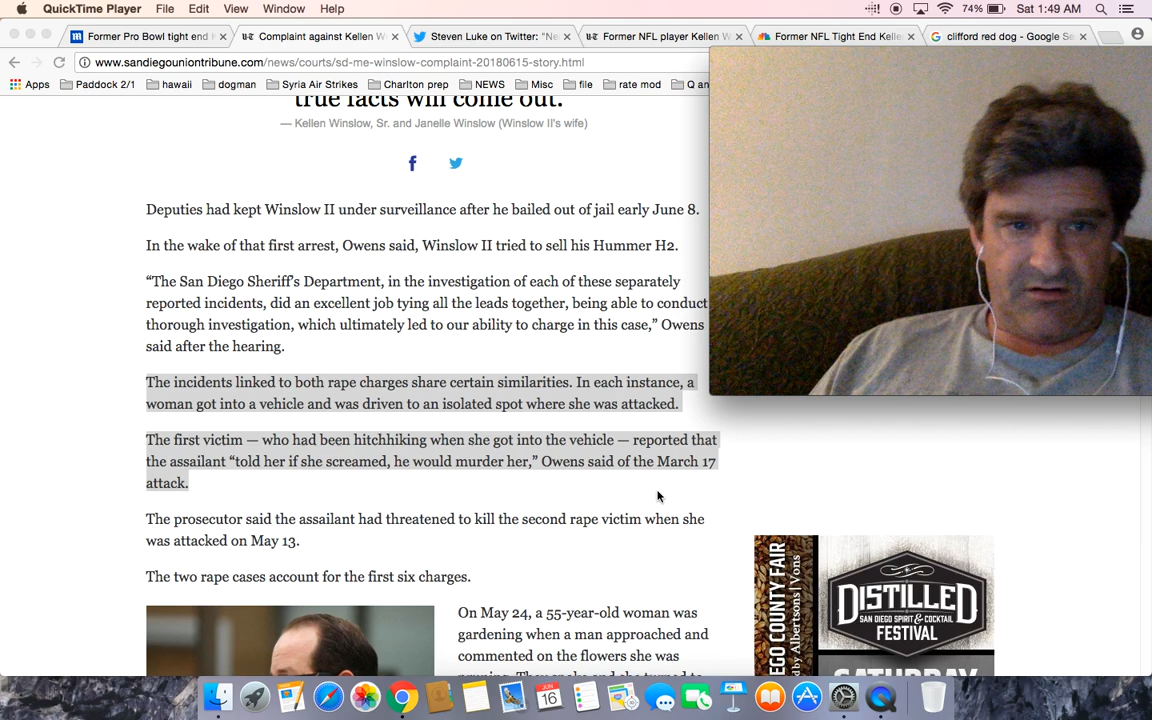 QuickTime Player File Edit View Window Help 74% Sat 1:49 AM
Former Pro Bowl tight end Complaint against Kellen W Steven Luke on Twitter: "Ne Former NFL player Kellen W Former NFL Tight End Kelle clifford red dog - Google Se
www.sandiegouniontribune.com/news/courts/sd-me-winslow-complaint-20180615-story.html
Apps Paddock 2/1 hawaii dogman Syria Air Strikes Charlton prep NEWS Misc file rate mod Q an
true facts will come out."
— Kellen Winslow, Sr. and Janelle Winslow (Winslow II's wife)
Deputies had kept Winslow II under surveillance after he bailed out of jail early June 8.
In the wake of that first arrest, Owens said, Winslow II tried to sell his Hummer H2.
“The San Diego Sheriff’s Department, in the investigation of each of these separately
reported incidents, did an excellent job tying all the leads together, being able to conduct
thorough investigation, which ultimately led to our ability to charge in this case,” Owens
said after the hearing.
The incidents linked to both rape charges share certain similarities. In each instance, a
woman got into a vehicle and was driven to an isolated spot where she was attacked.
The first victim — who had been hitchhiking when she got into the vehicle — reported that
the assailant “told her if she screamed, he would murder her,” Owens said of the March 17
attack.
The prosecutor said the assailant had threatened to kill the second rape victim when she
was attacked on May 13.
The two rape cases account for the first six charges.
On May 24, a 55-year-old woman was
gardening when a man approached and
commented on the flowers she was
EGO COUNTY FAIR
d by Albertsons | Vons
DISTILLED
SAN DIEGO SPIRIT & COCKTAIL
FESTIVAL
SATURDAY
JUN
16